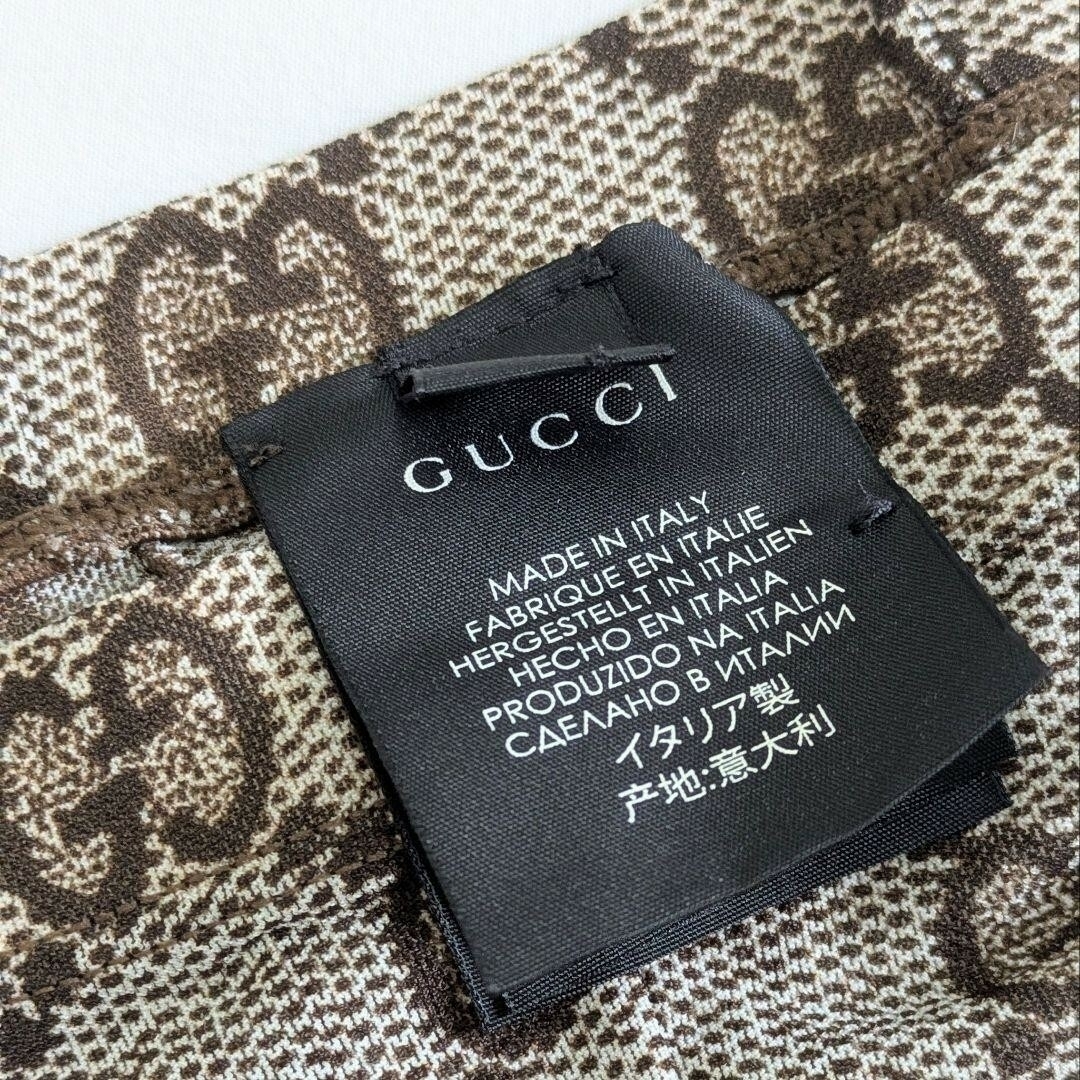 GUCCI
MADE IN ITALY
FABRIQUE EN ITALIE
HERGESTELLT IN ITALIEN
HECHO EN ITALIA
PRODUZIDO NA ITALIA
СДЕЛАНО В ИТАЛИИ
イタリア製
产地:意大利